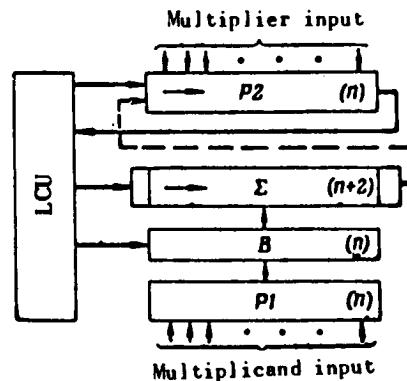 Multiplier input
P2 (n)
LCU
Σ (n+2)
B (n)
P1 (n)
Multiplicand input